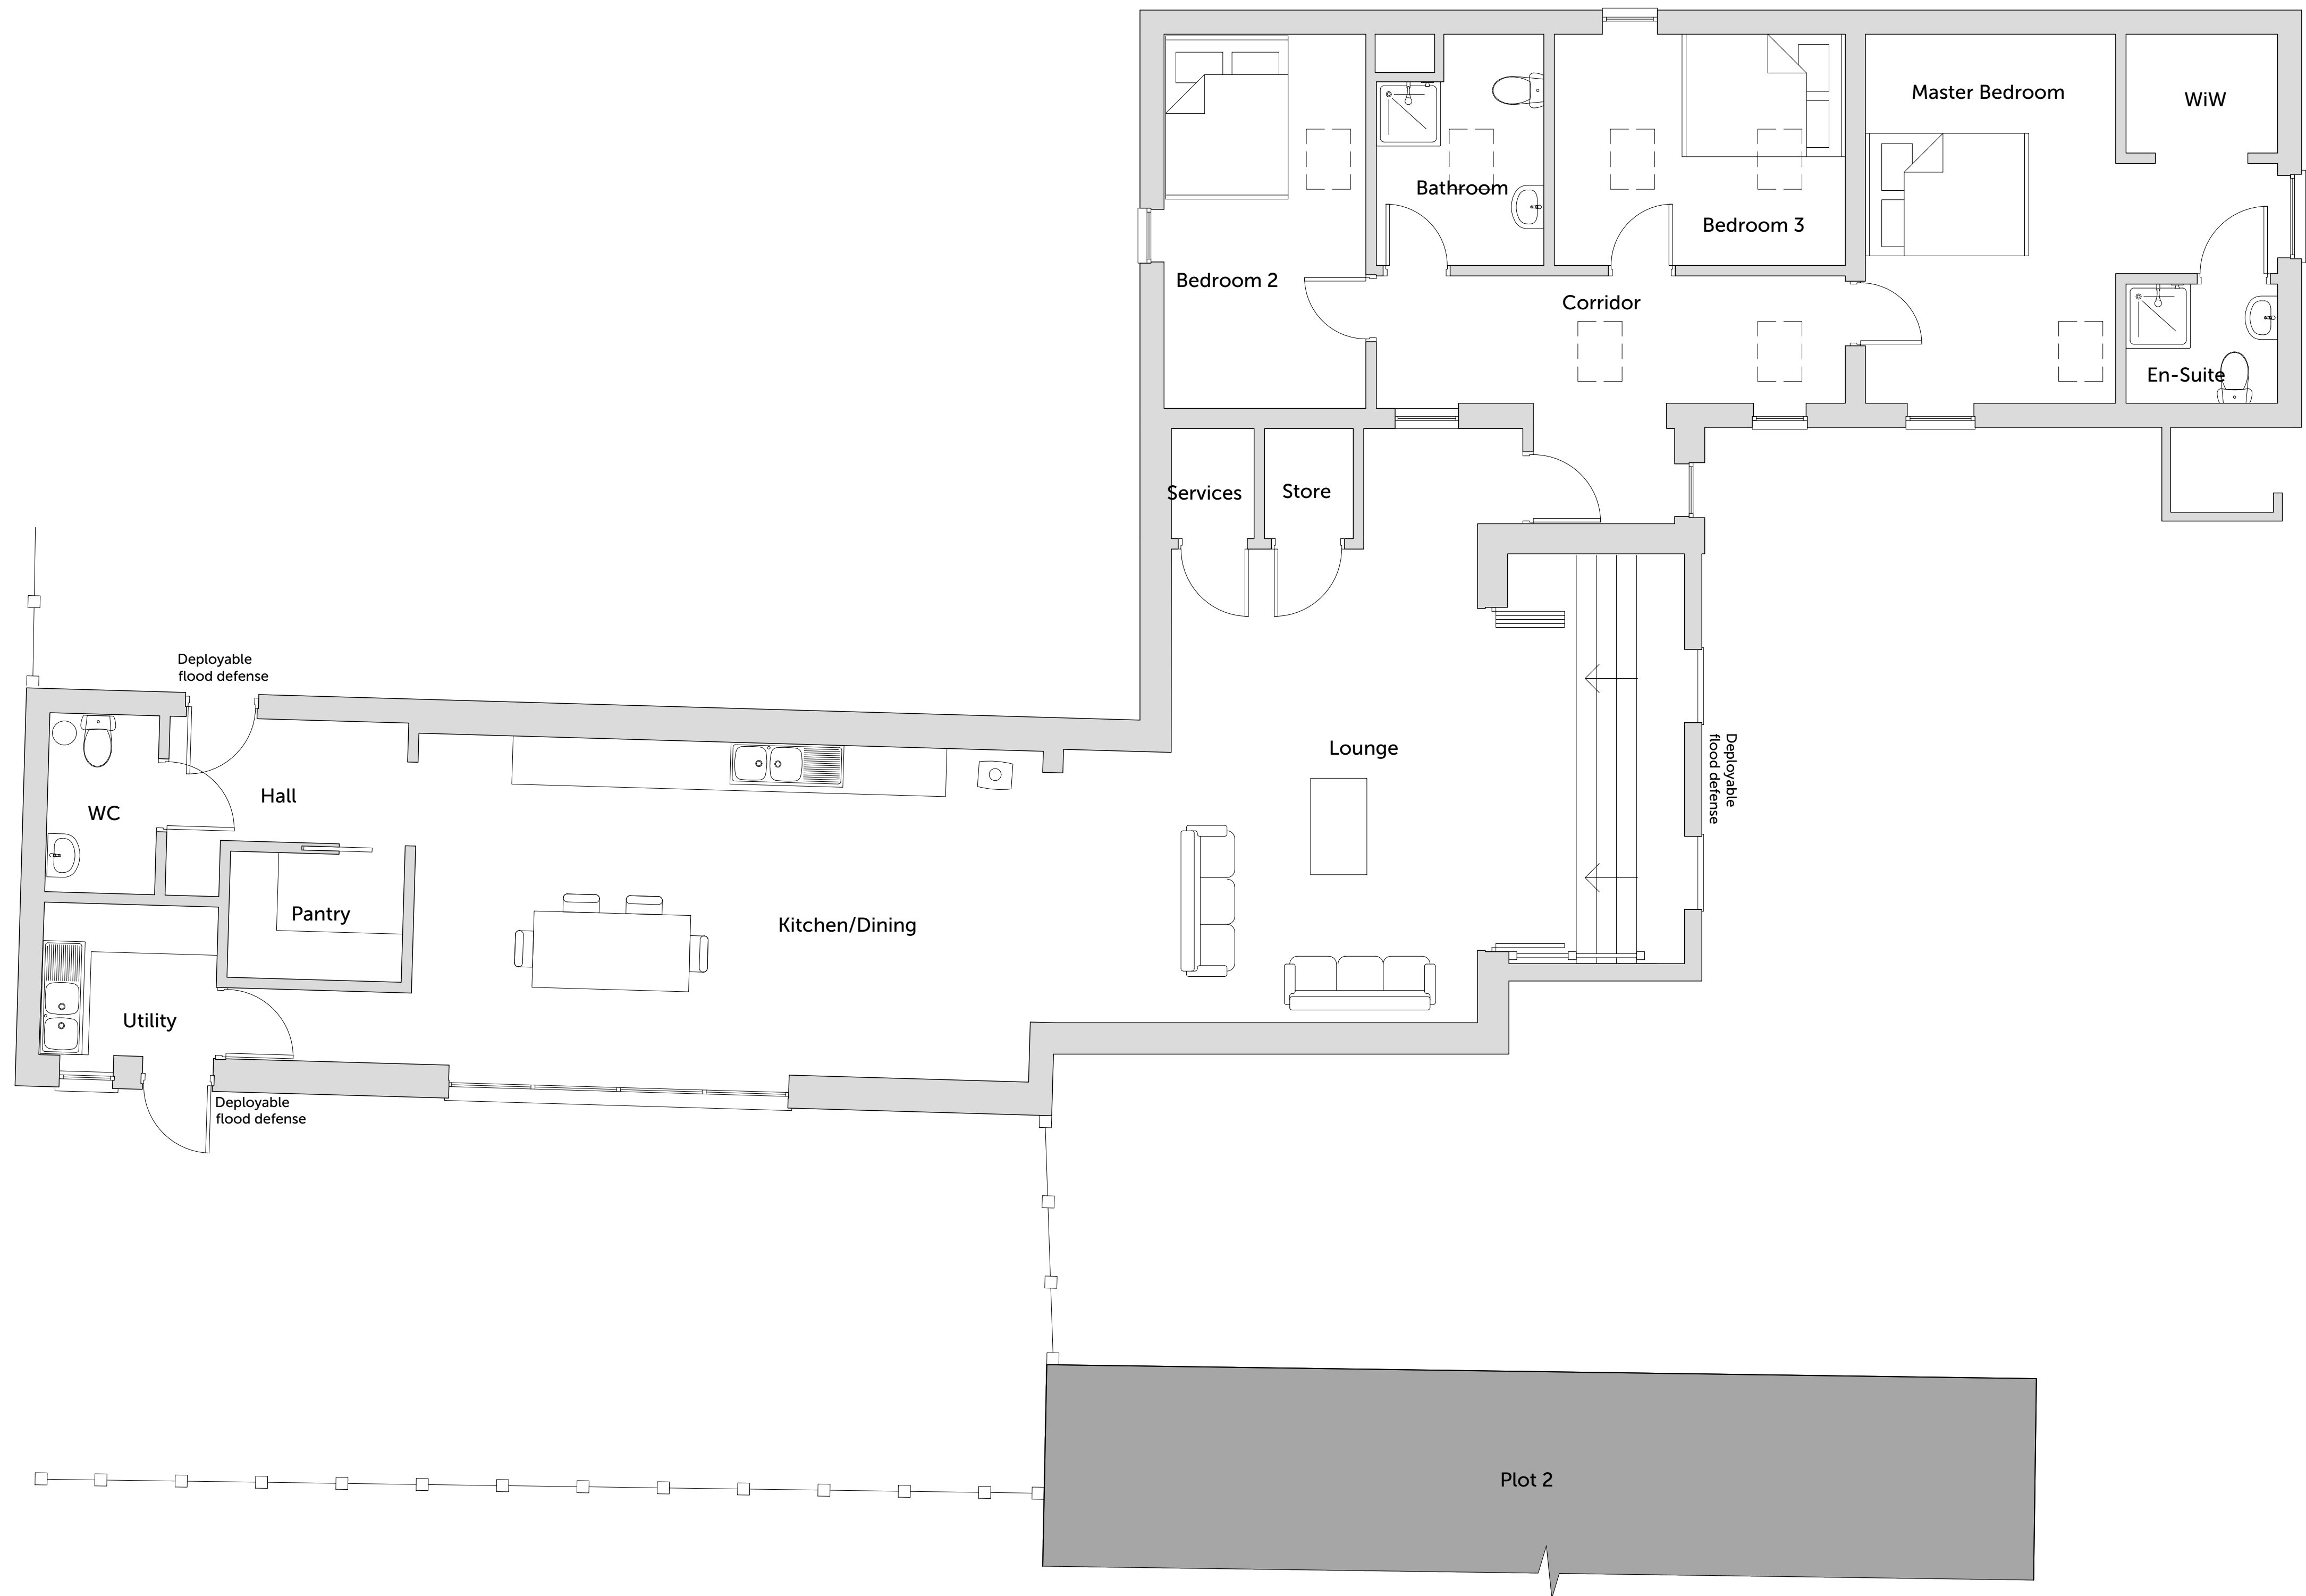 Master Bedroom
WiW
Bathroom
Bedroom 3
Bedroom 2
Corridor
En-Suite
Services
Store
Deployable
flood defense
Lounge
Deployable
flood defense
Hall
WC
Pantry
Kitchen/Dining
Utility
Deployable
flood defense
Plot 2